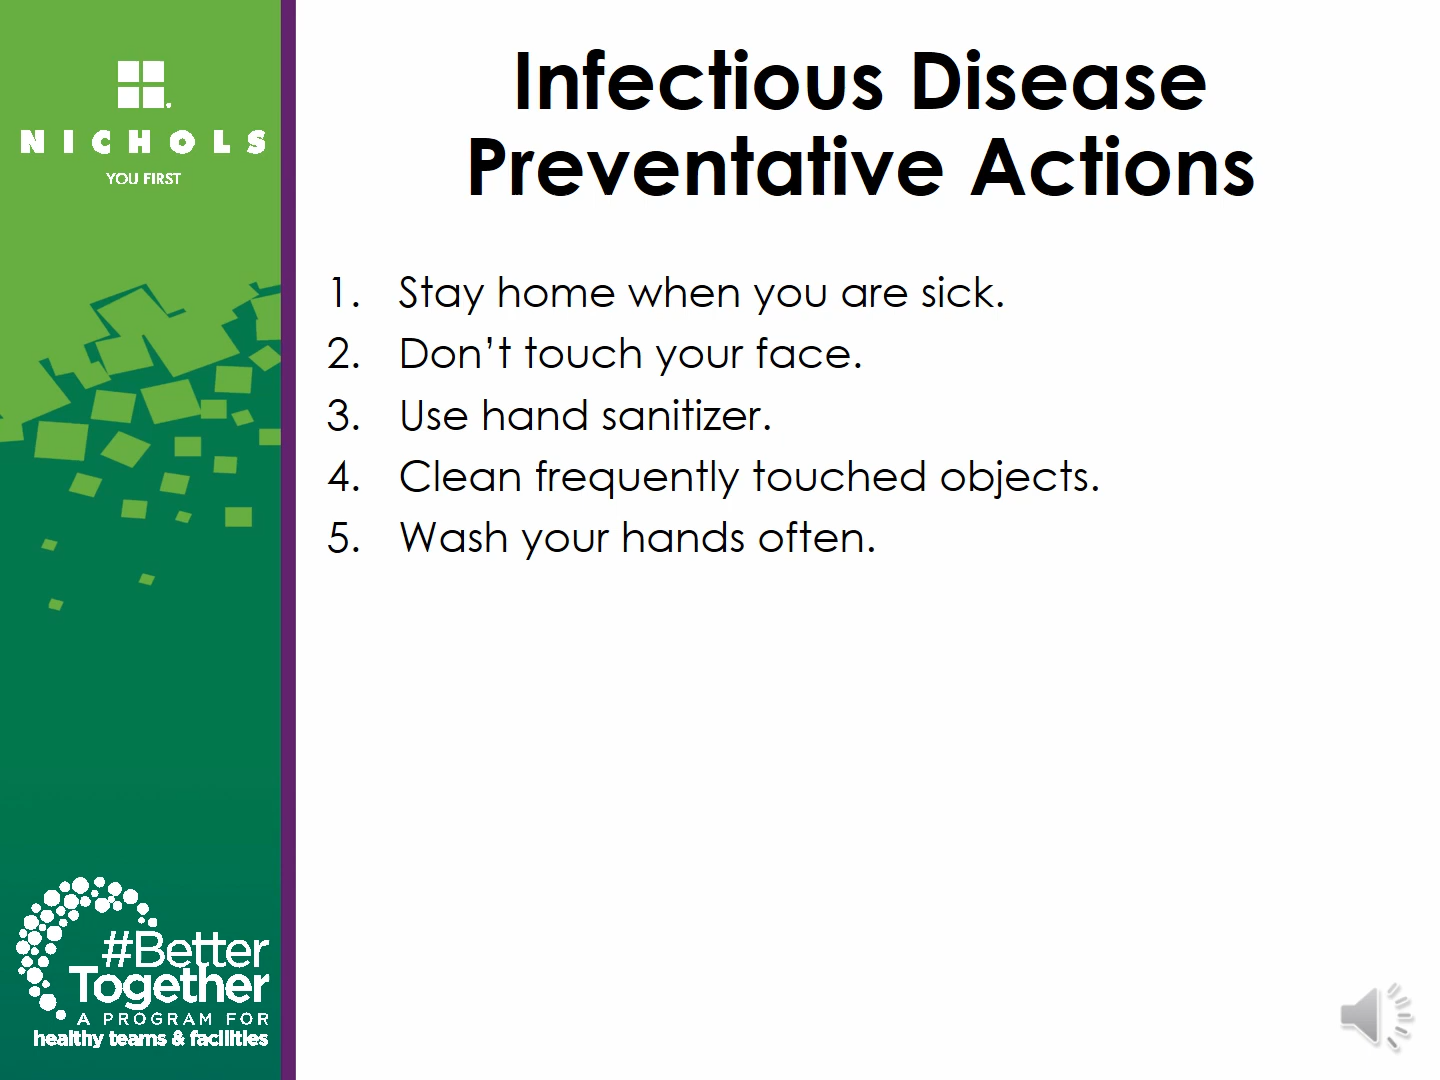 NICHOLS
YOU FIRST
Infectious Disease
Preventative Actions
1. Stay home when you are sick.
2. Don’t touch your face.
3. Use hand sanitizer.
4. Clean frequently touched objects.
5. Wash your hands often.
#Better
Together
A PROGRAM FOR
healthy teams & facilities